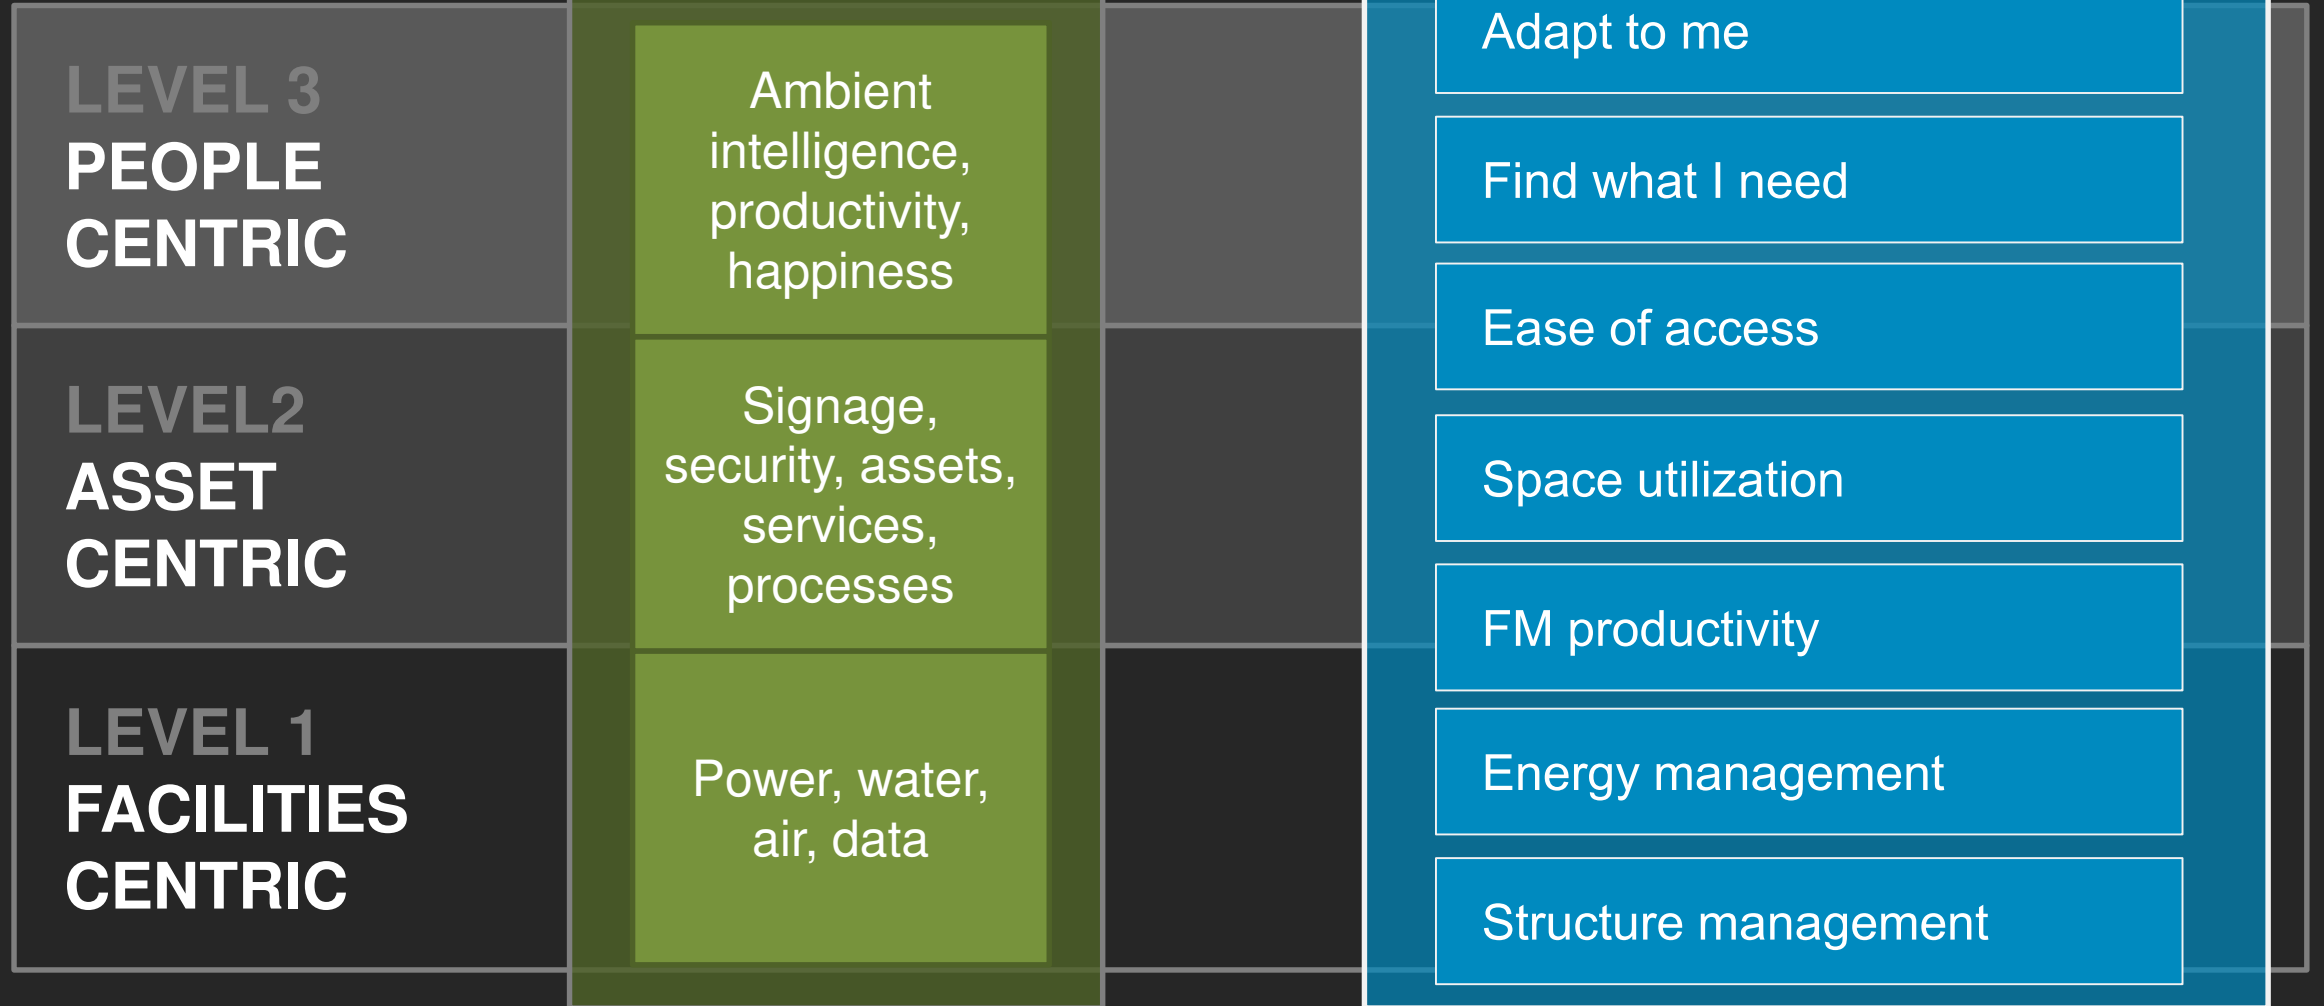 LEVEL 3
PEOPLE
CENTRIC
Ambient
intelligence,
productivity,
happiness
LEVEL2
ASSET
CENTRIC
Signage,
security, assets,
services,
processes
LEVEL 1
FACILITIES
CENTRIC
Power, water,
air, data
Adapt to me
Find what I need
Ease of access
Space utilization
FM productivity
Energy management
Structure management